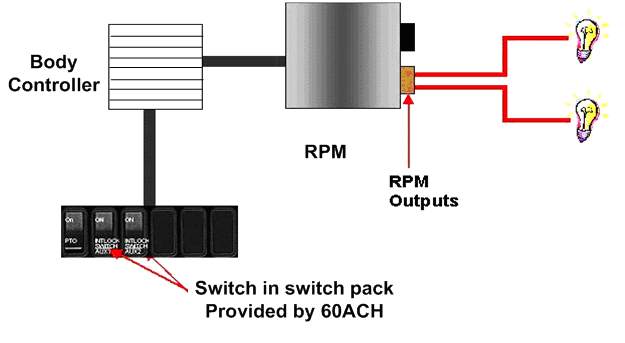 Body
Controller
RPM
RPM
Outputs
On
PTO
ON
INTLOCK
SWITCH
AUX1
ON
INTLOCK
SWITCH
AUX2
Switch in switch pack
Provided by 60ACH